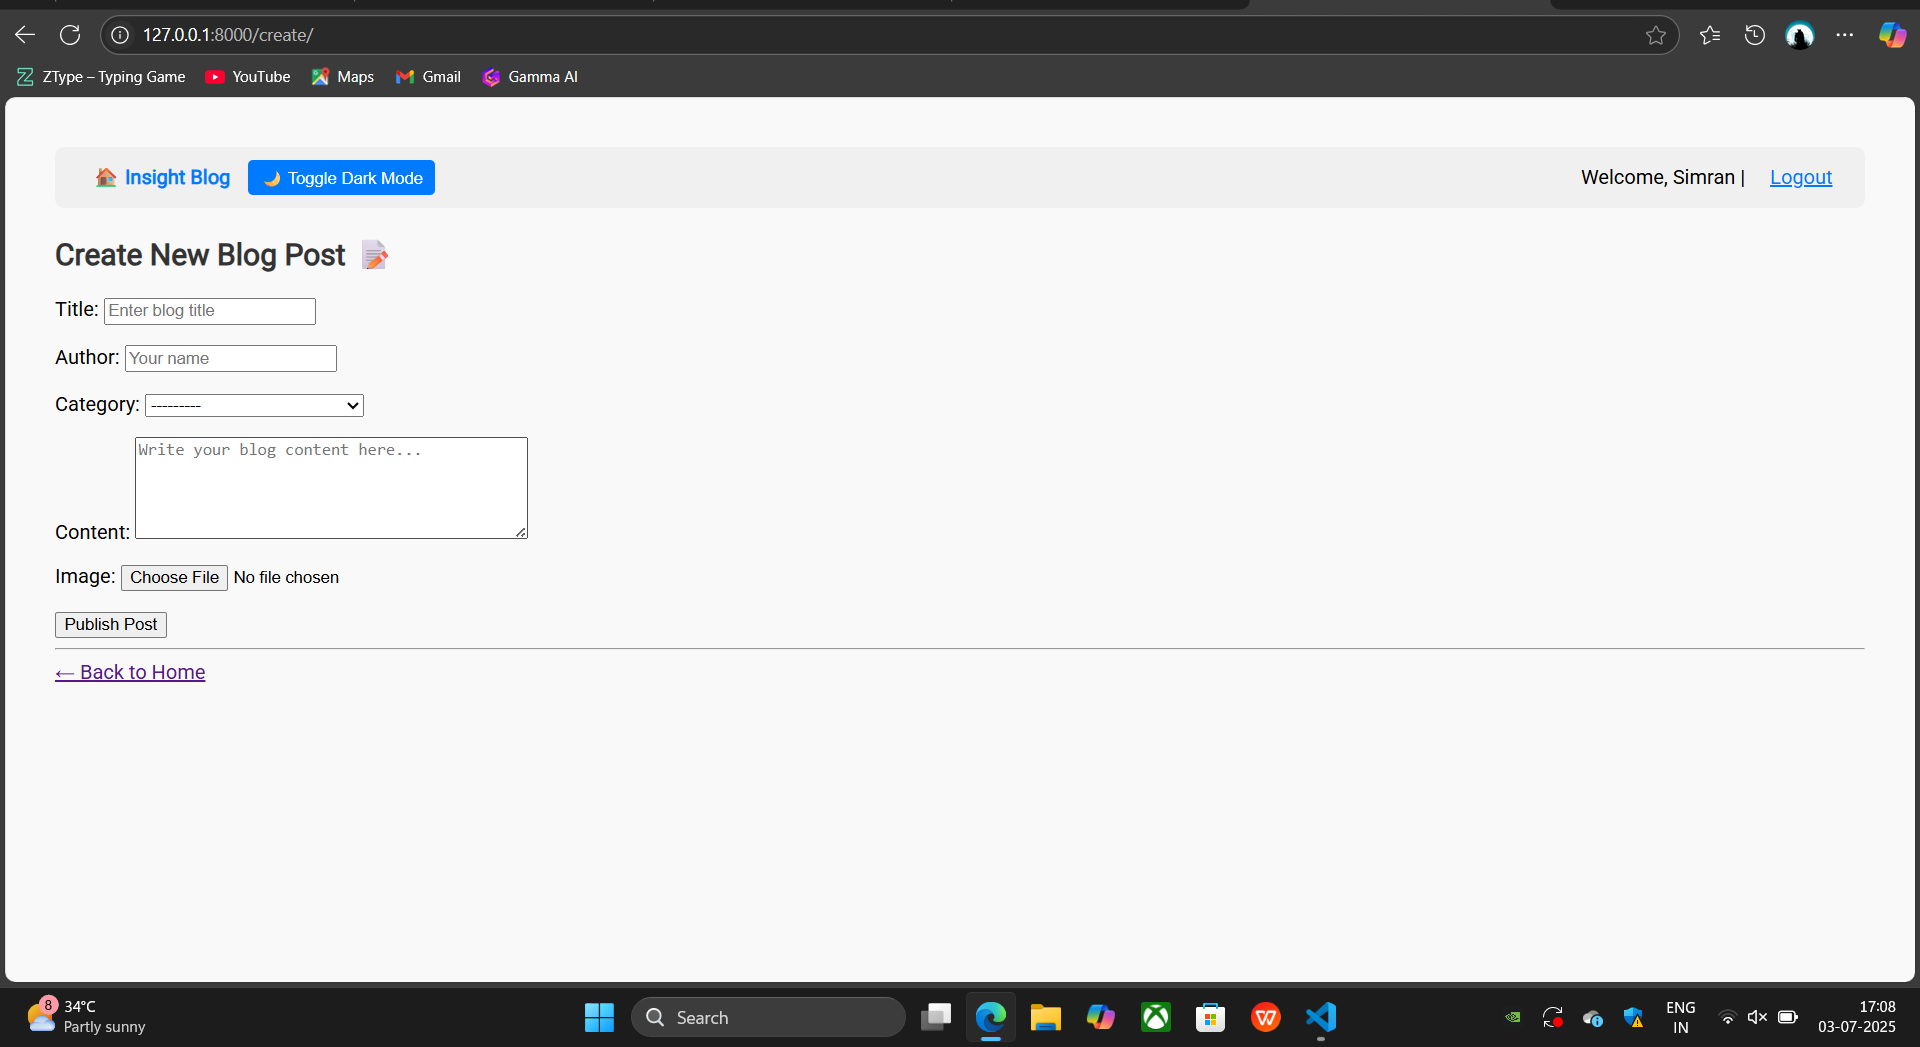 127.0.0.1:8000/create/
ZType – Typing Game YouTube Maps Gmail Gamma AI
Insight Blog Toggle Dark Mode Welcome, Simran | Logout
Create New Blog Post
Title: Enter blog title
Author: Your name
Category: ---------
Write your blog content here...
Content:
Image: Choose File No file chosen
Publish Post
← Back to Home
8 34°C
Partly sunny
Search
ENG
IN
17:08
03-07-2025